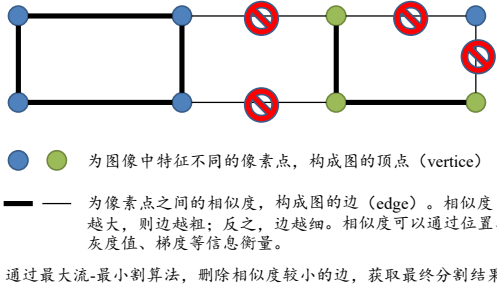 为图像中特征不同的像素点，构成图的顶点（vertice）
为像素点之间的相似度，构成图的边（edge）。相似度
越大，则边越粗；反之，边越细。相似度可以通过位置、
灰度值、梯度等信息衡量。
通过最大流-最小割算法，删除相似度较小的边，获取最终分割结果